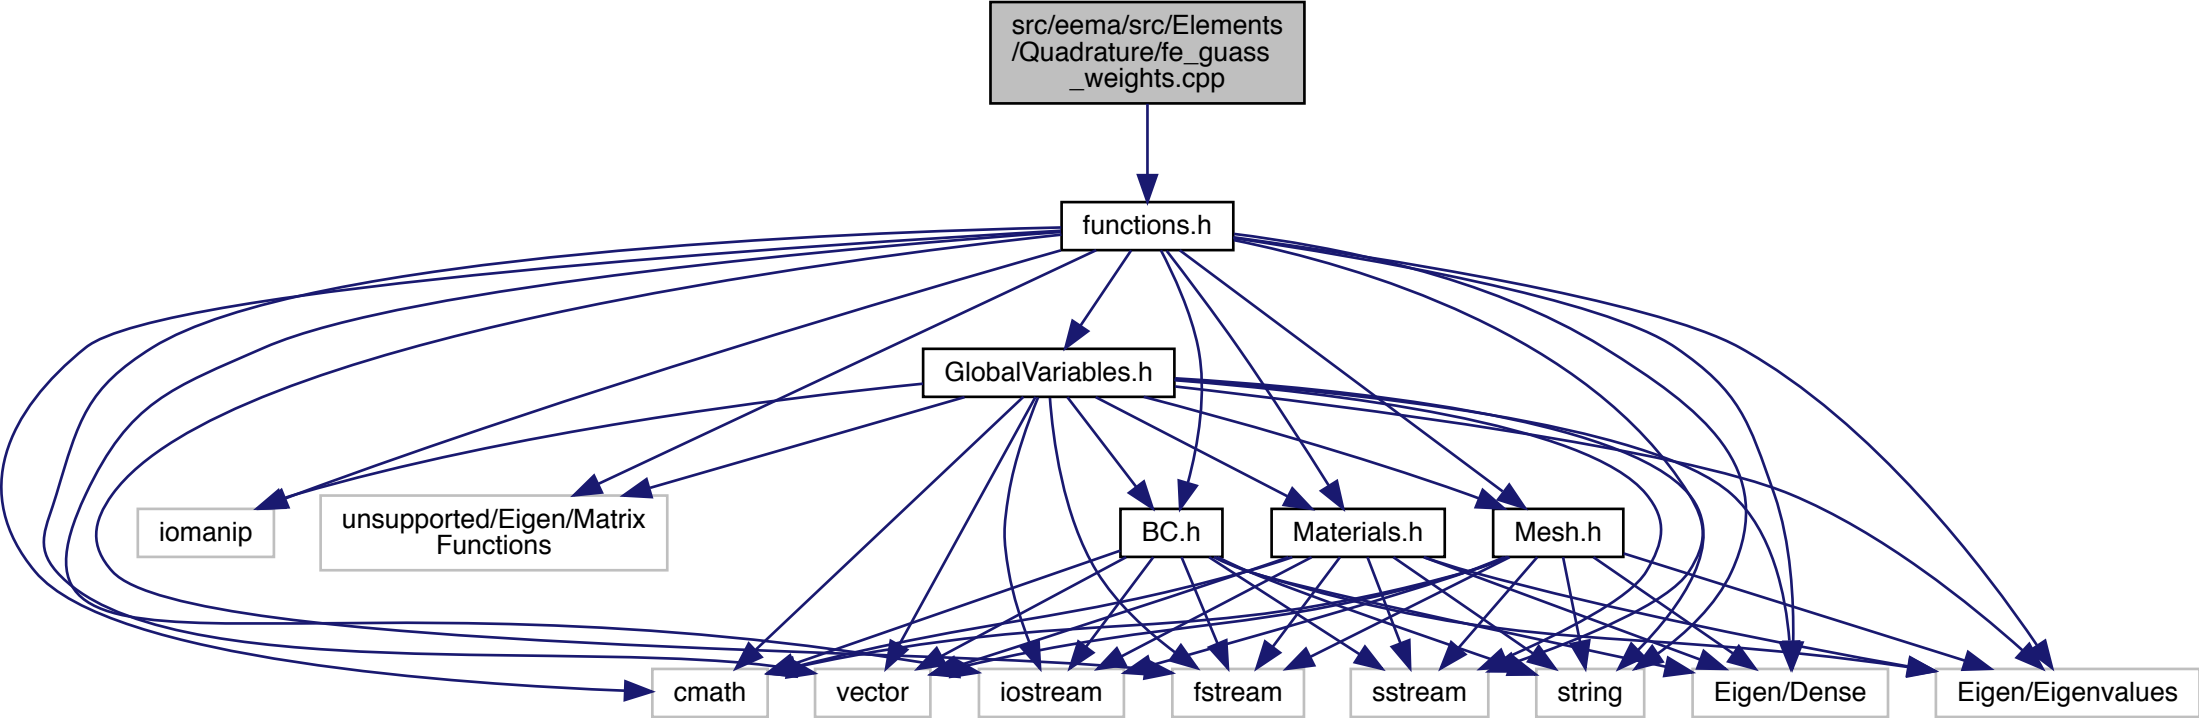 src/eema/src/Elements
/Quadrature/fe_guass
_weights.cpp
functions.h
GlobalVariables.h
iomanip
unsupported/Eigen/Matrix
Functions
BC.h
Materials.h
Mesh.h
cmath
vector
iostream
fstream
sstream
string
Eigen/Dense
Eigen/Eigenvalues